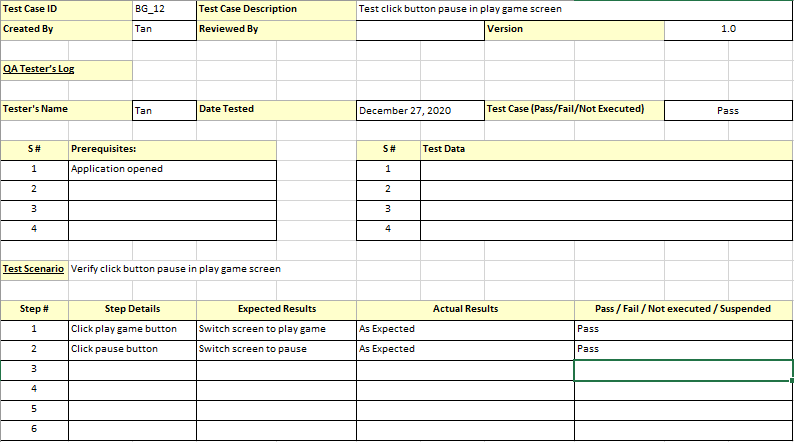 Test Case ID BG_12 Test Case Description Test click button pause in play game screen
Created By Tan Reviewed By Version 1.0
QA Tester's Log
Tester's Name Tan Date Tested December 27, 2020 Test Case (Pass/Fail/Not Executed) Pass
S # Prerequisites: S # Test Data
1 Application opened 1
2 2
3 3
4 4
Test Scenario Verify click button pause in play game screen
Step # Step Details Expected Results Actual Results Pass / Fail / Not executed / Suspended
1 Click play game button Switch screen to play game As Expected Pass
2 Click pause button Switch screen to pause As Expected Pass
3
4
5
6